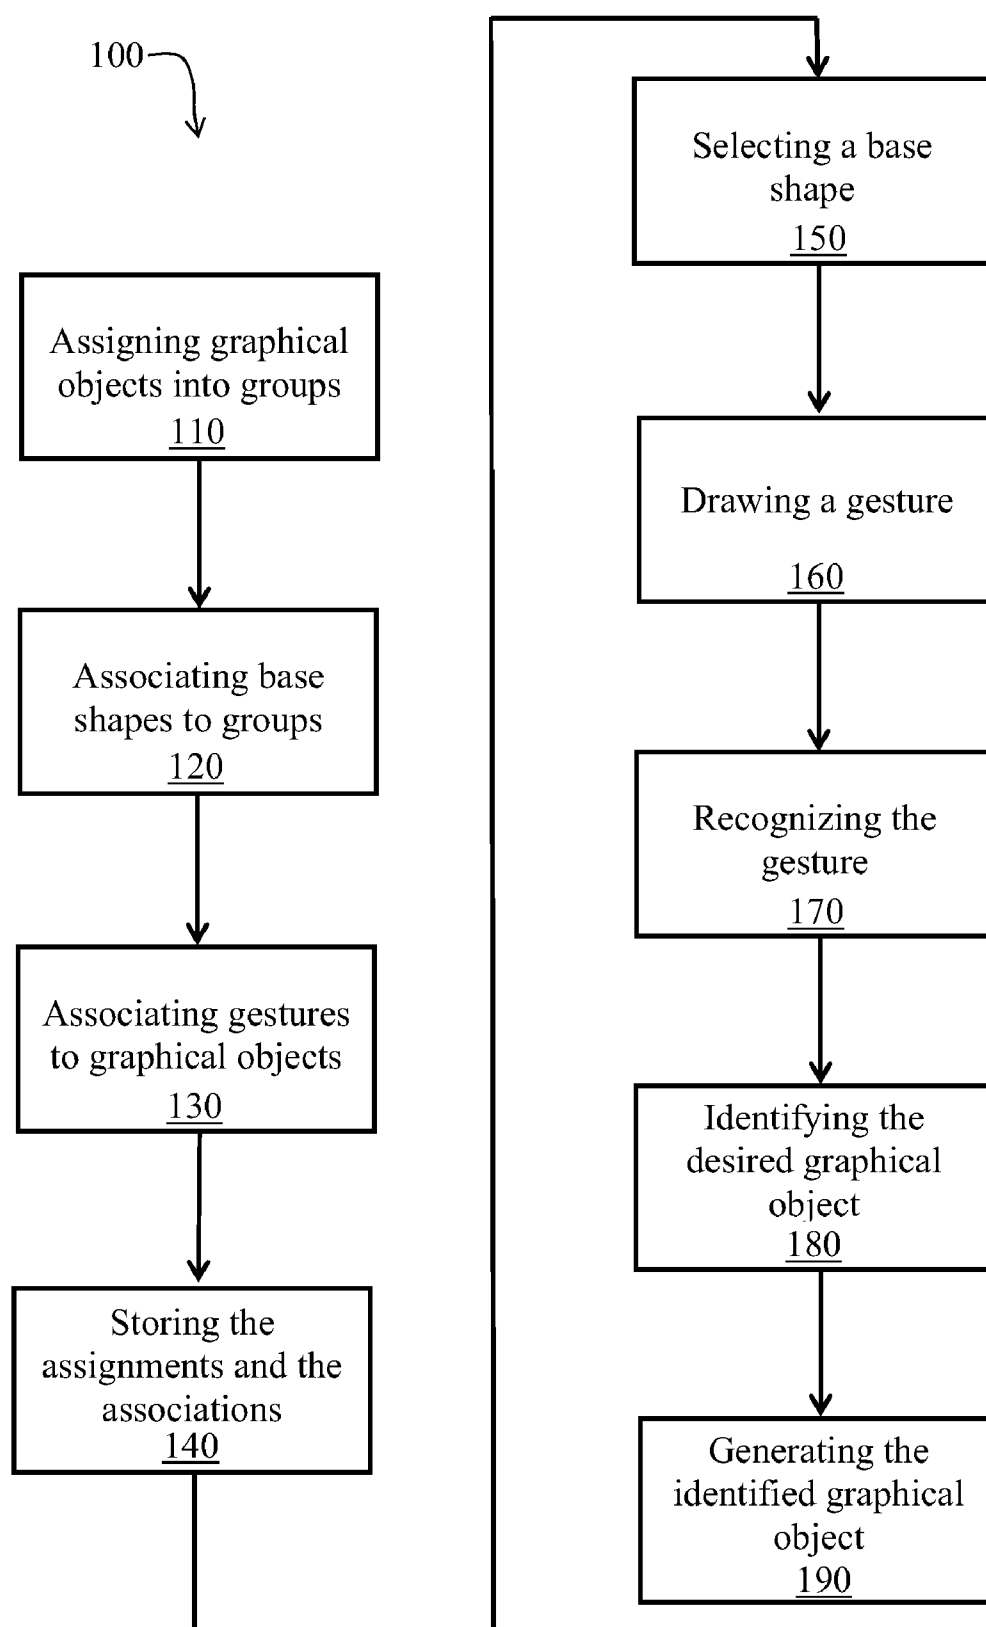 100
Assigning graphical
objects into groups
110
Associating base
shapes to groups
120
Associating gestures
to graphical objects
130
Storing the
assignments and the
associations
140
Selecting a base
shape
150
Drawing a gesture
160
Recognizing the
gesture
170
Identifying the
desired graphical
object
180
Generating the
identified graphical
object
190